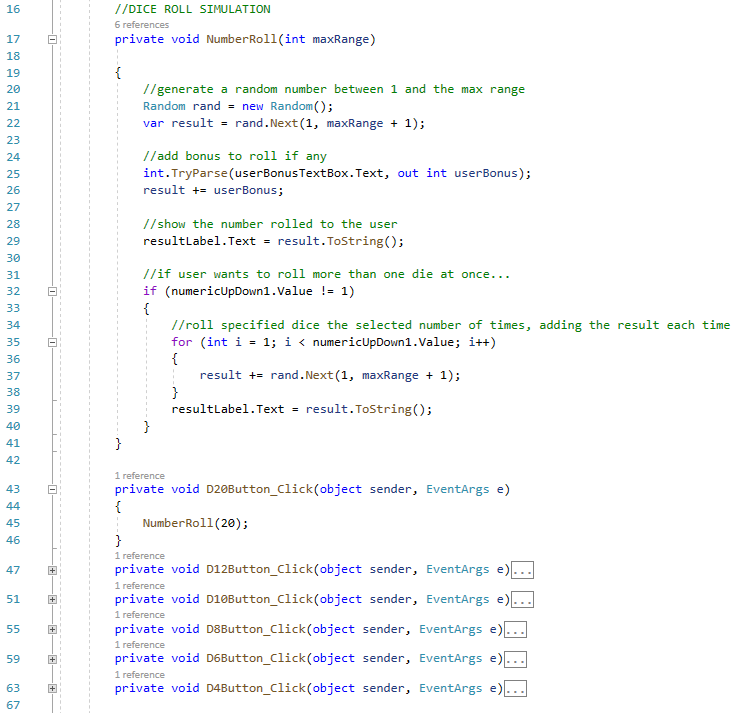 16 //DICE ROLL SIMULATION
6 references
17 private void NumberRoll(int maxRange)
18
19 {
20 //generate a random number between 1 and the max range
21 Random rand = new Random();
22 var result = rand.Next(1, maxRange + 1);
23
24 //add bonus to roll if any
25 int.TryParse(userBonusTextBox.Text, out int userBonus);
26 result += userBonus;
27
28 //show the number rolled to the user
29 resultLabel.Text = result.ToString();
30
31 //if user wants to roll more than one die at once...
32 if (numericUpDown1.Value != 1)
33 {
34 //roll specified dice the selected number of times, adding the result each time
35 for (int i = 1; i < numericUpDown1.Value; i++)
36 {
37 result += rand.Next(1, maxRange + 1);
38 }
39 resultLabel.Text = result.ToString();
40 }
41 }
42
1 reference
43 private void D20Button_Click(object sender, EventArgs e)
44 {
45 NumberRoll(20);
46 }
1 reference
47 private void D12Button_Click(object sender, EventArgs e)...
1 reference
51 private void D10Button_Click(object sender, EventArgs e)...
1 reference
55 private void D8Button_Click(object sender, EventArgs e)...
1 reference
59 private void D6Button_Click(object sender, EventArgs e)...
1 reference
63 private void D4Button_Click(object sender, EventArgs e)...
67